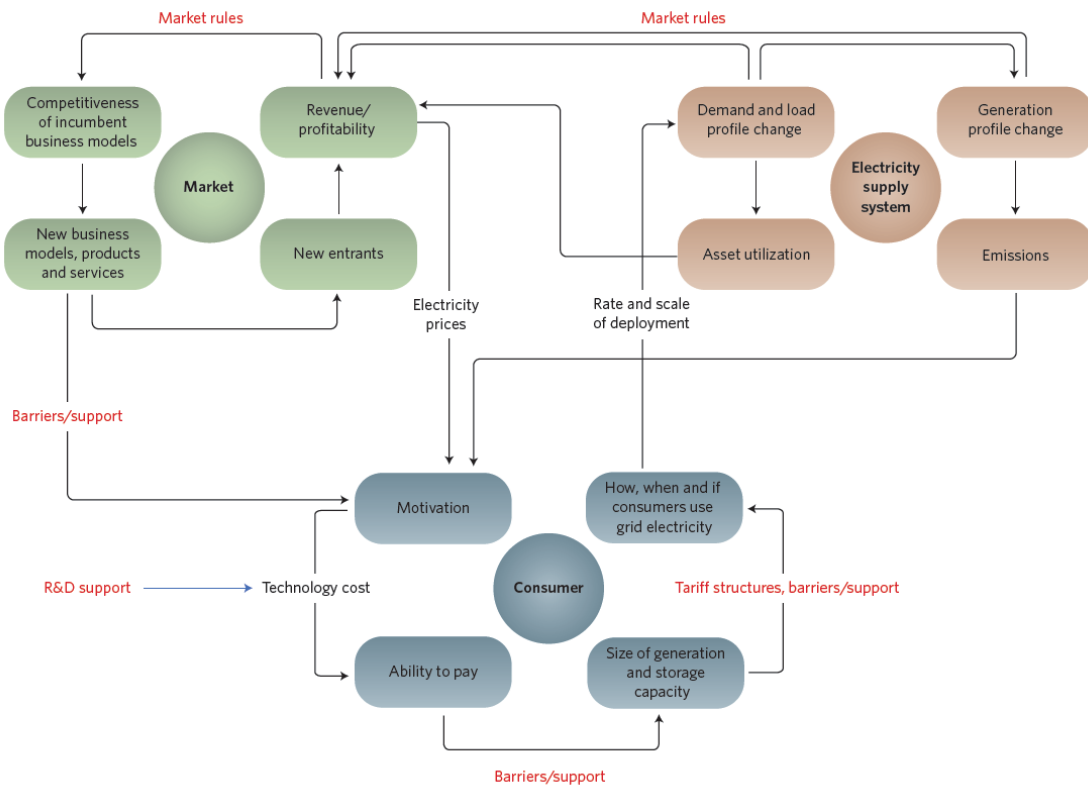 Market rules
Market rules
Competitiveness
of incumbent
business models
Revenue/
profitability
Demand and load
profile change
Generation
profile change
Market
Electricity
supply
system
New business
models, products
and services
New entrants
Asset utilization
Emissions
Electricity
prices
Rate and scale
of deployment
Barriers/support
Motivation
How, when and if
consumers use
grid electricity
R&D support
Technology cost
Consumer
Tariff structures, barriers/support
Ability to pay
Size of generation
and storage
capacity
Barriers/support